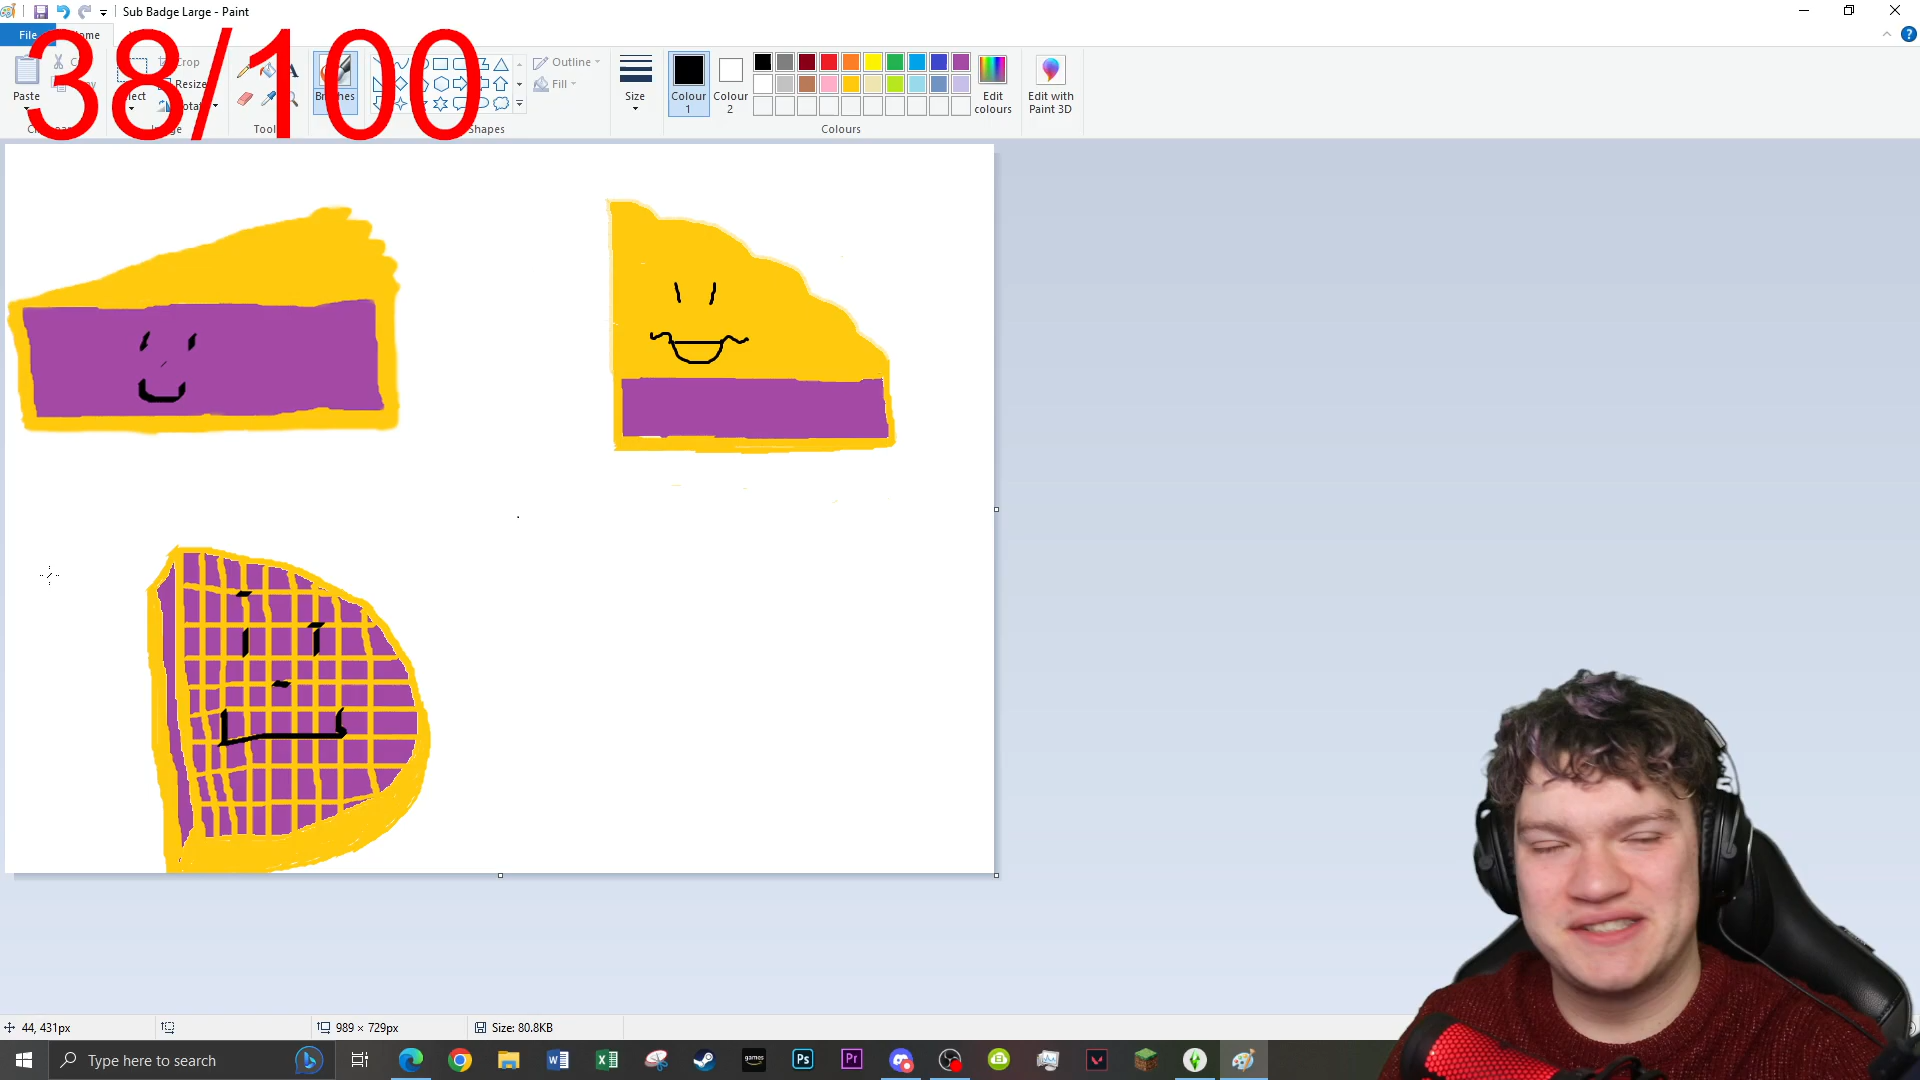 Sub Badge Large - Paint
File
38/100
Paste
Crop
Resize
Brushes
Outline
Fill
Size
Colour
1
Colour
2
Edit
colours
Edit with
Paint 3D
Shapes
Colours
44, 431px
989 × 729px
Size: 80.8KB
Type here to search